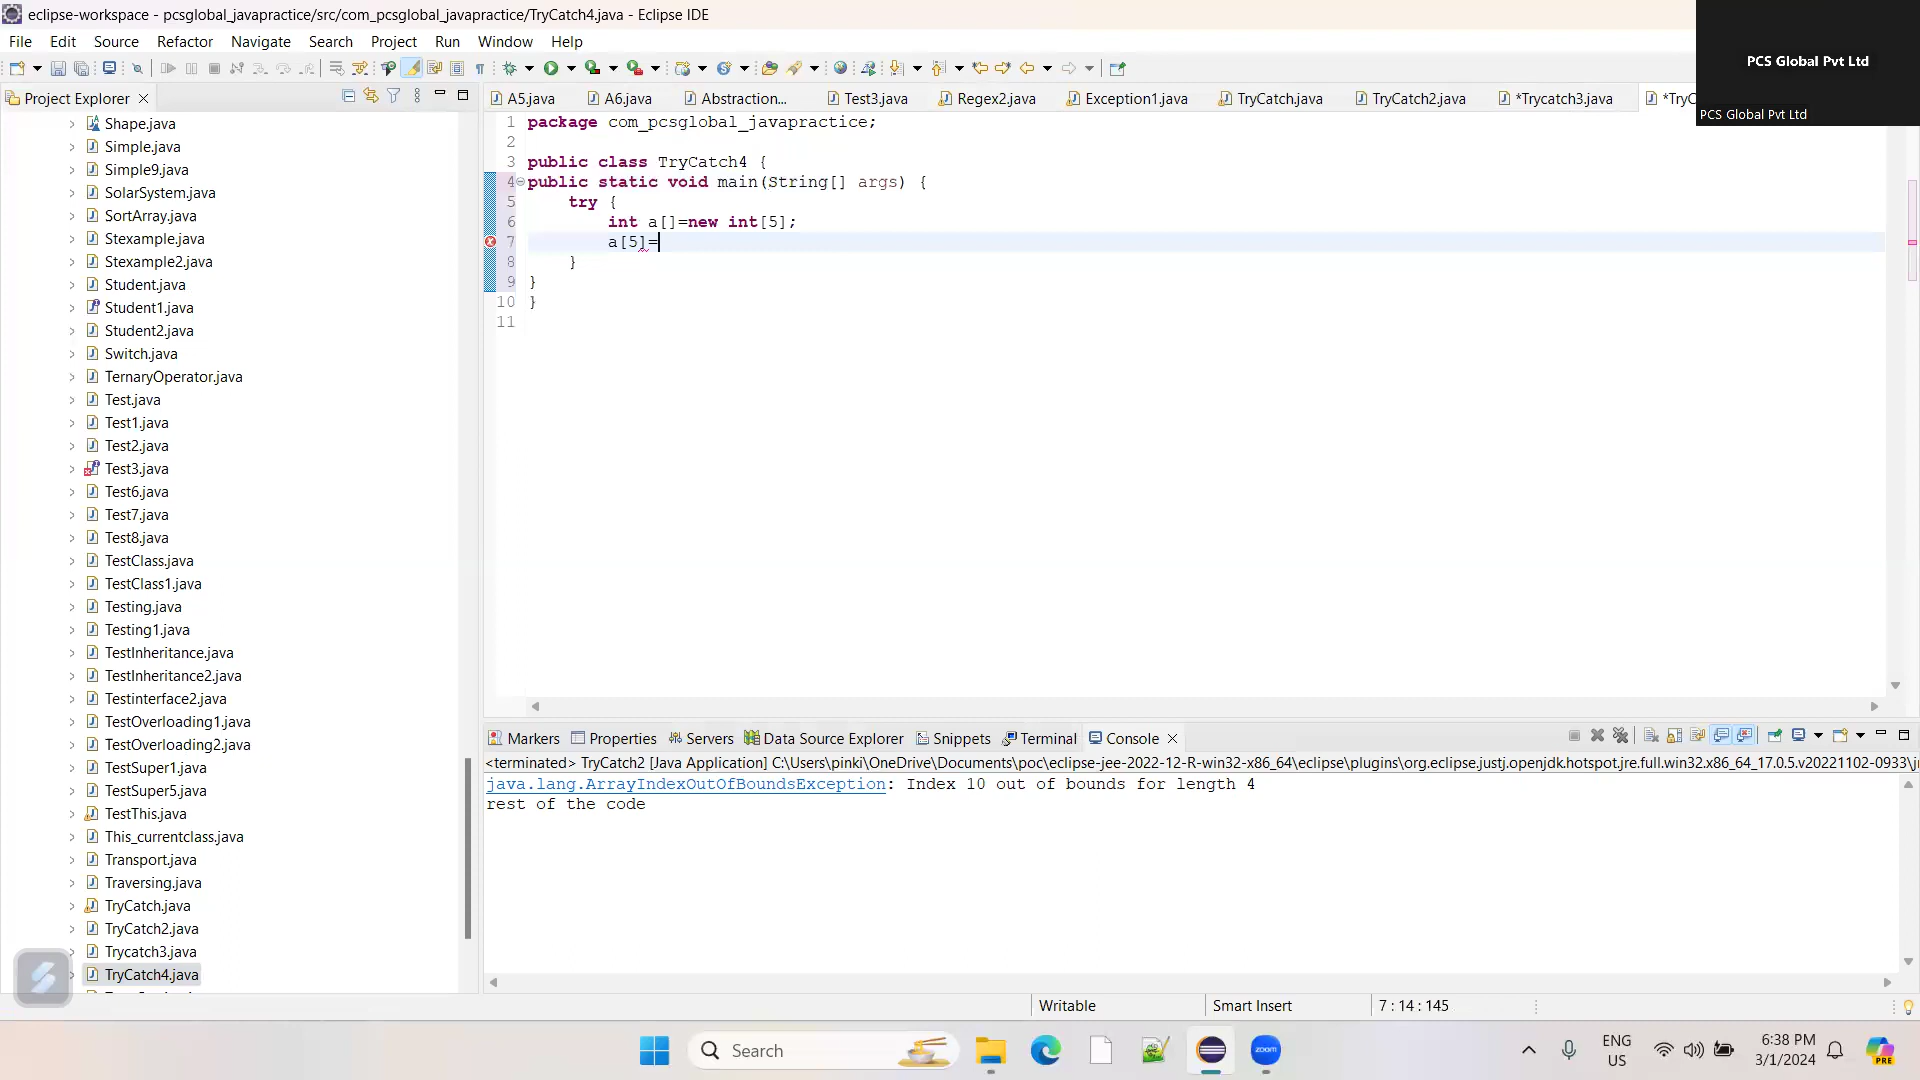 eclipse-workspace - pcsglobal_javapractice/src/com_pcsglobal_javapractice/TryCatch4.java - Eclipse IDE
File Edit Source Refactor Navigate Search Project Run Window Help
PCS Global Pvt Ltd
PCS Global Pvt Ltd
Project Explorer
A5.java A6.java Abstraction... Test3.java Regex2.java Exception1.java TryCatch.java TryCatch2.java *Trycatch3.java *TryC
Shape.java
Simple.java
Simple9.java
SolarSystem.java
SortArray.java
Stexample.java
Stexample2.java
Student.java
Student1.java
Student2.java
Switch.java
TernaryOperator.java
Test.java
Test1.java
Test2.java
Test3.java
Test6.java
Test7.java
Test8.java
TestClass.java
TestClass1.java
Testing.java
Testing1.java
TestInheritance.java
TestInheritance2.java
Testinterface2.java
TestOverloading1.java
TestOverloading2.java
TestSuper1.java
TestSuper5.java
TestThis.java
This_currentclass.java
Transport.java
Traversing.java
TryCatch.java
TryCatch2.java
Trycatch3.java
TryCatch4.java
1 package com_pcsglobal_javapractice;
2
3 public class TryCatch4 {
4 public static void main(String[] args) {
5 try {
6 int a[]=new int[5];
7 a[5]=
8 }
9 }
10 }
11
Markers Properties Servers Data Source Explorer Snippets Terminal Console
<terminated> TryCatch2 [Java Application] C:\Users\pinki\OneDrive\Documents\poc\eclipse-jee-2022-12-R-win32-x86_64\eclipse\plugins\org.eclipse.justj.openjdk.hotspot.jre.full.win32.x86_64_17.0.5.v20221102-0933\jr
java.lang.ArrayIndexOutOfBoundsException: Index 10 out of bounds for length 4
rest of the code
Writable Smart Insert 7 : 14 : 145
Search
zoom
ENG
US
6:38 PM
3/1/2024
PRE